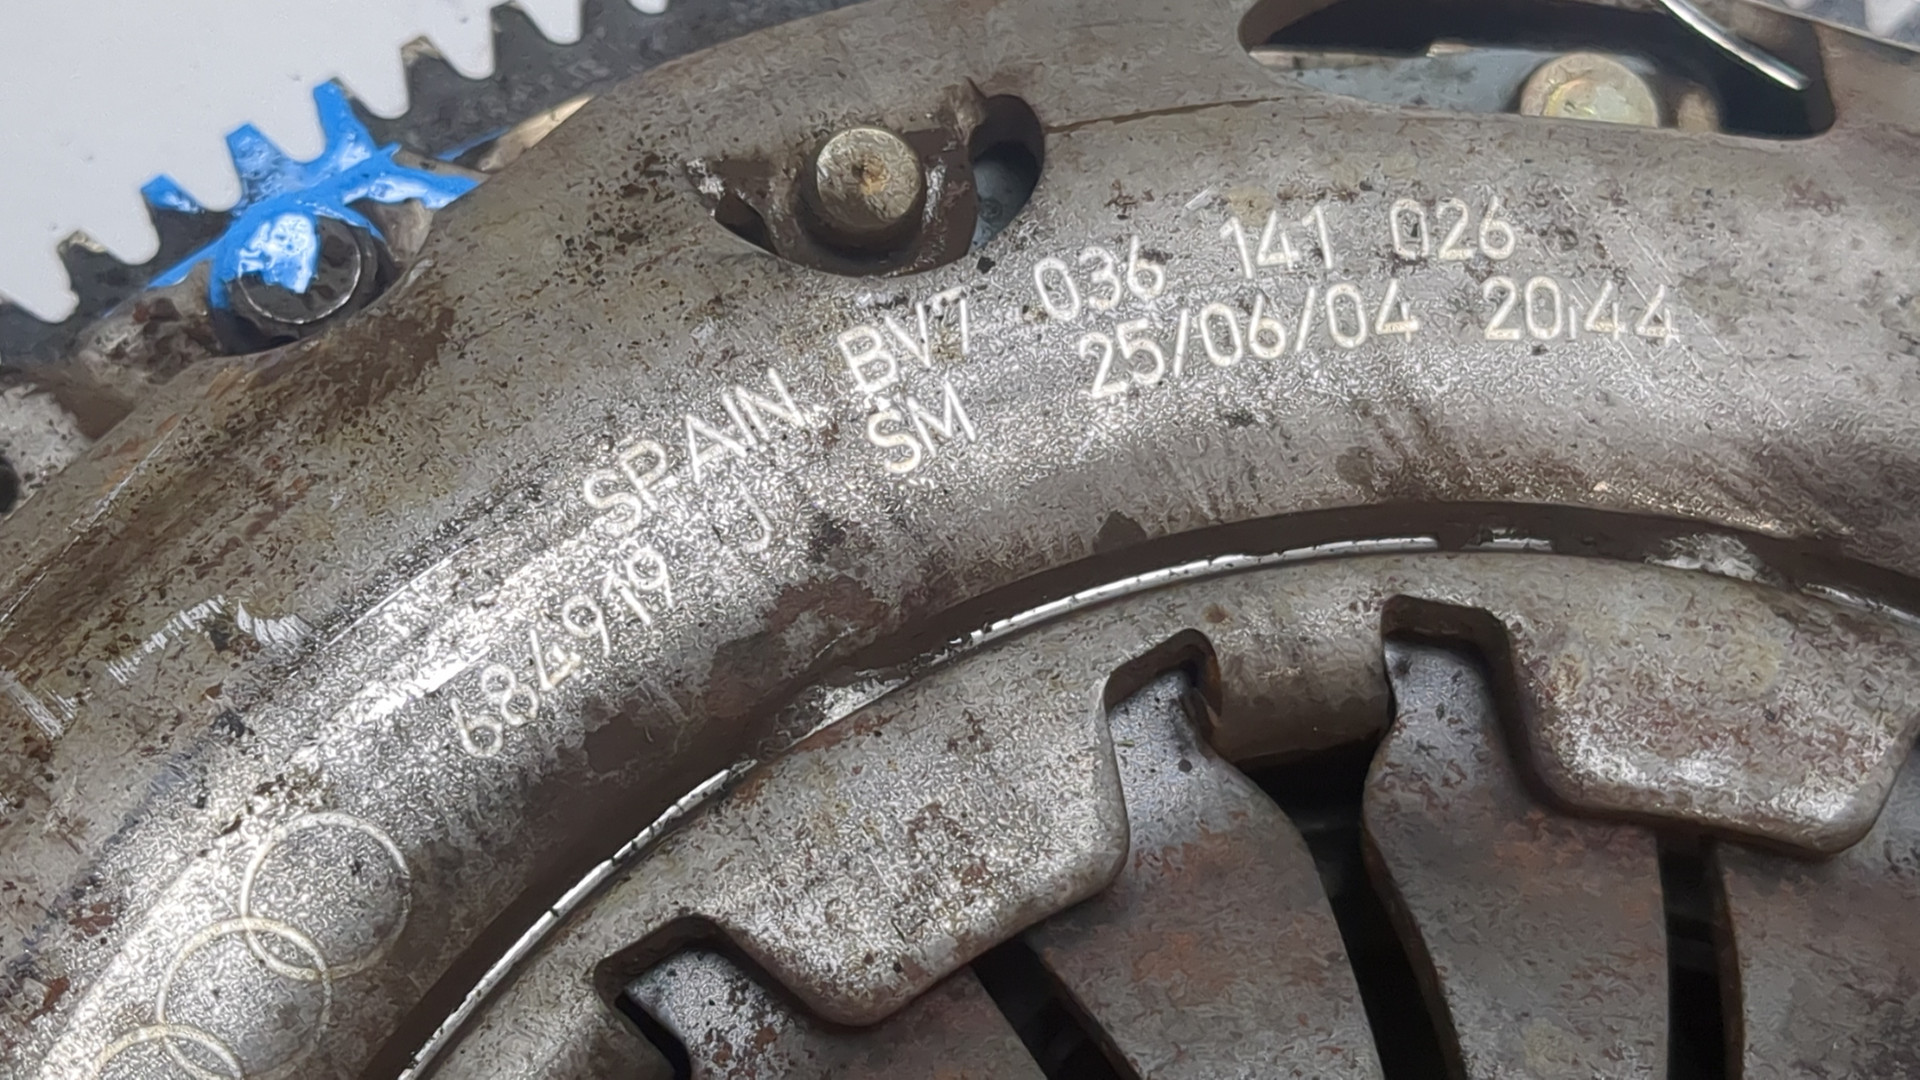 SPAIN BV7 036 141 026
684919 J SM 25/06/04 20:44